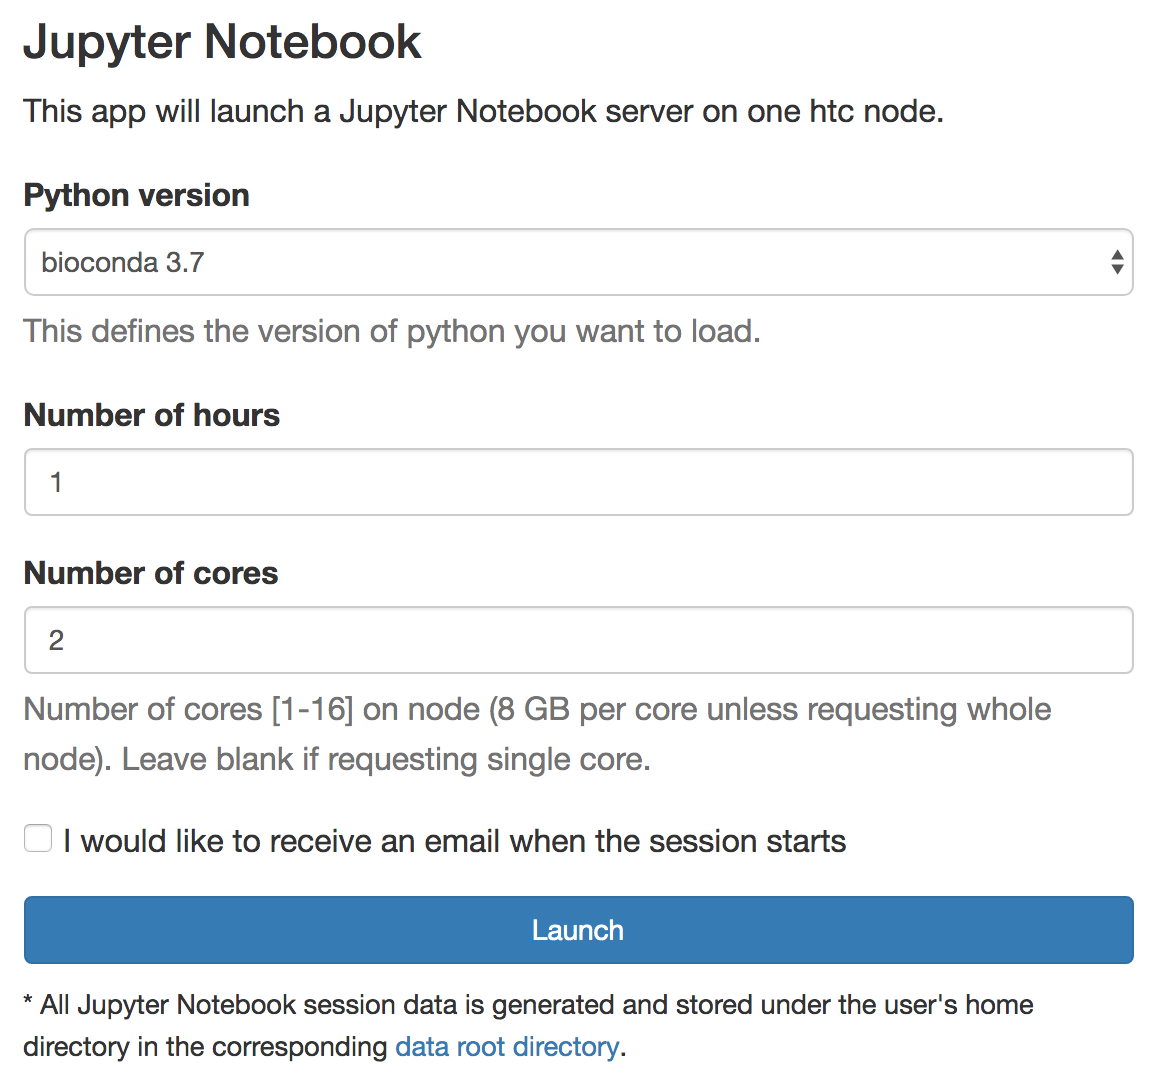 Jupyter Notebook
This app will launch a Jupyter Notebook server on one htc node.
Python version
bioconda 3.7
This defines the version of python you want to load.
Number of hours
1
Number of cores
2
Number of cores [1-16] on node (8 GB per core unless requesting whole
node). Leave blank if requesting single core.
I would like to receive an email when the session starts
Launch
* All Jupyter Notebook session data is generated and stored under the user's home
directory in the corresponding data root directory.